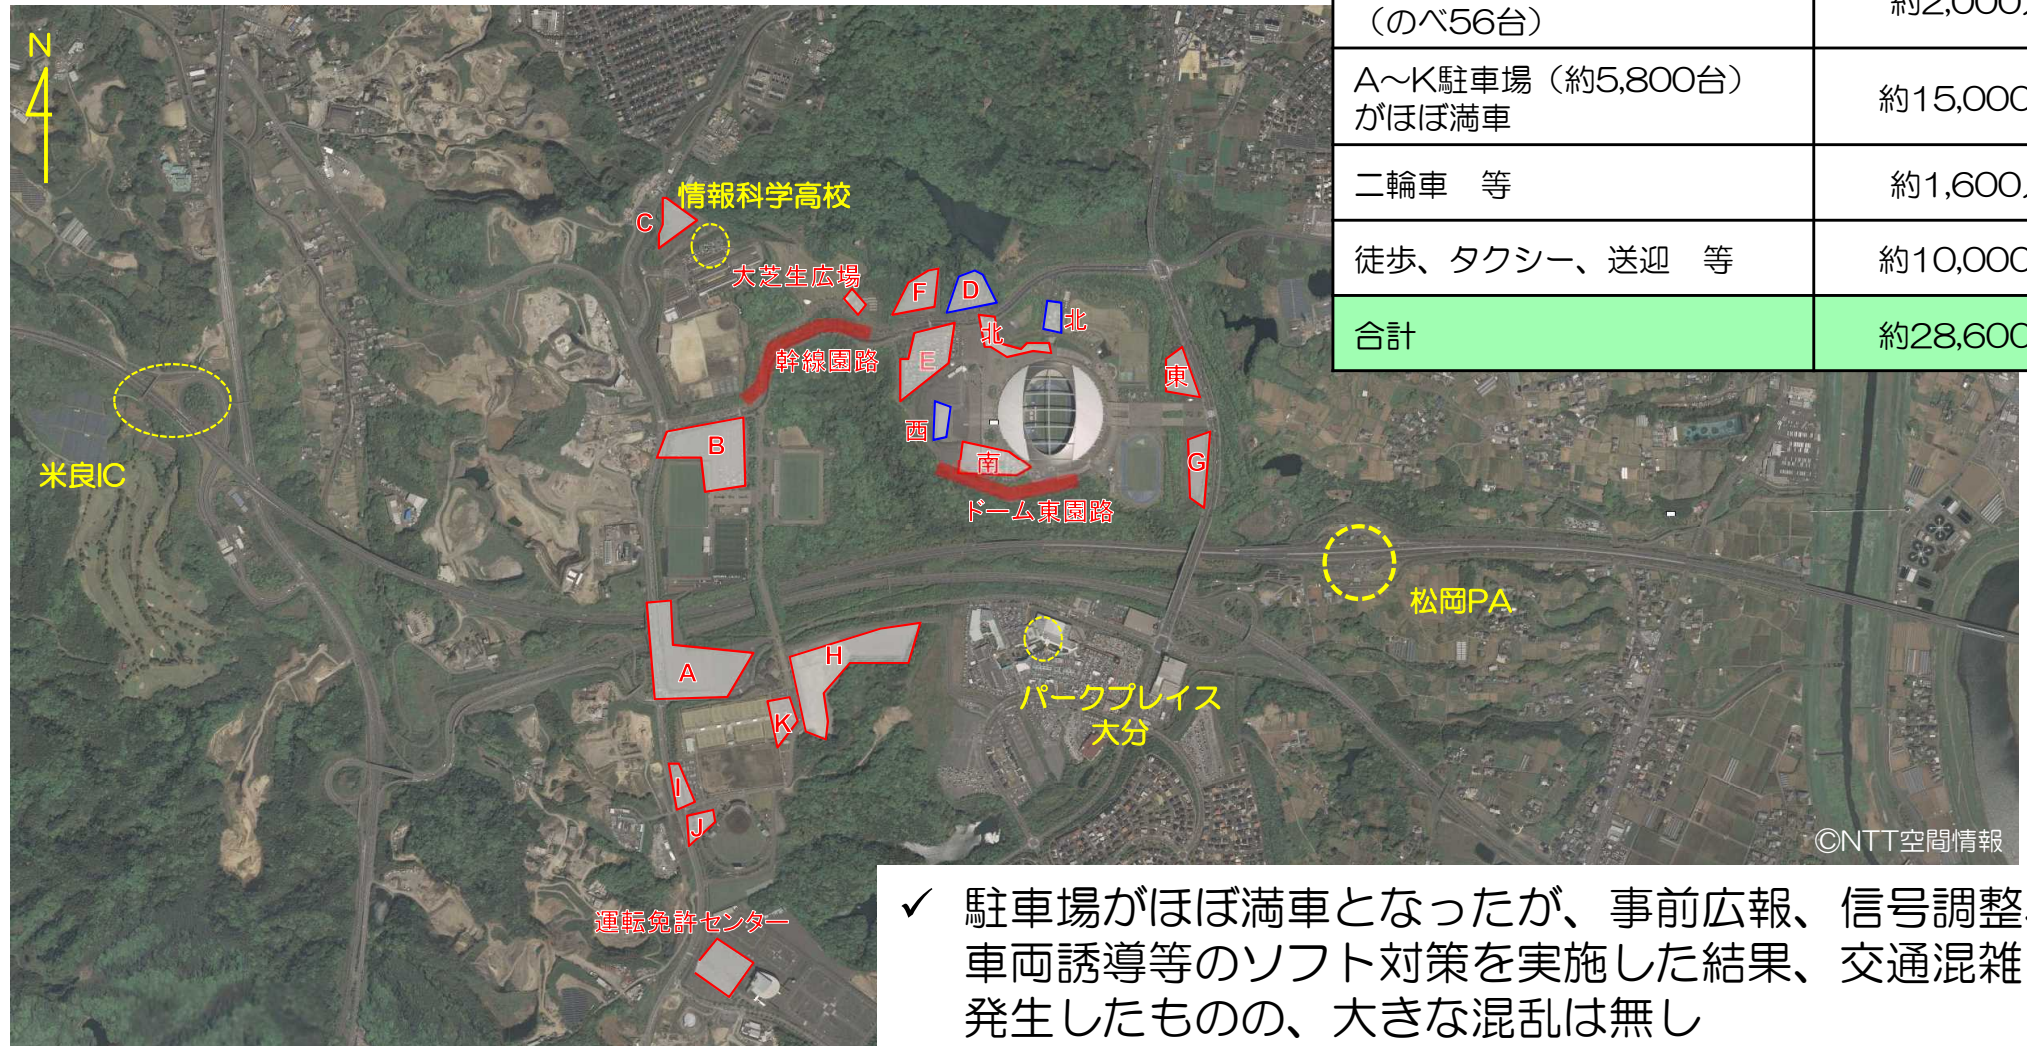 （のべ56台）
約2,000
A～K駐車場（約5,800台）
がほぼ満車
約15,000
二輪車　等
約1,600
徒歩、タクシー、送迎　等
約10,000
合計
約28,600
N
情報科学高校
C
大芝生広場
F
D
北
北
幹線園路
E
東
西
B
南
G
米良IC
ドーム東園路
松岡PA
A
H
パークプレイス
大分
K
I
J
©NTT空間情報
運転免許センター
✓ 駐車場がほぼ満車となったが、事前広報、信号調整
車両誘導等のソフト対策を実施した結果、交通混雑
発生したものの、大きな混乱は無し